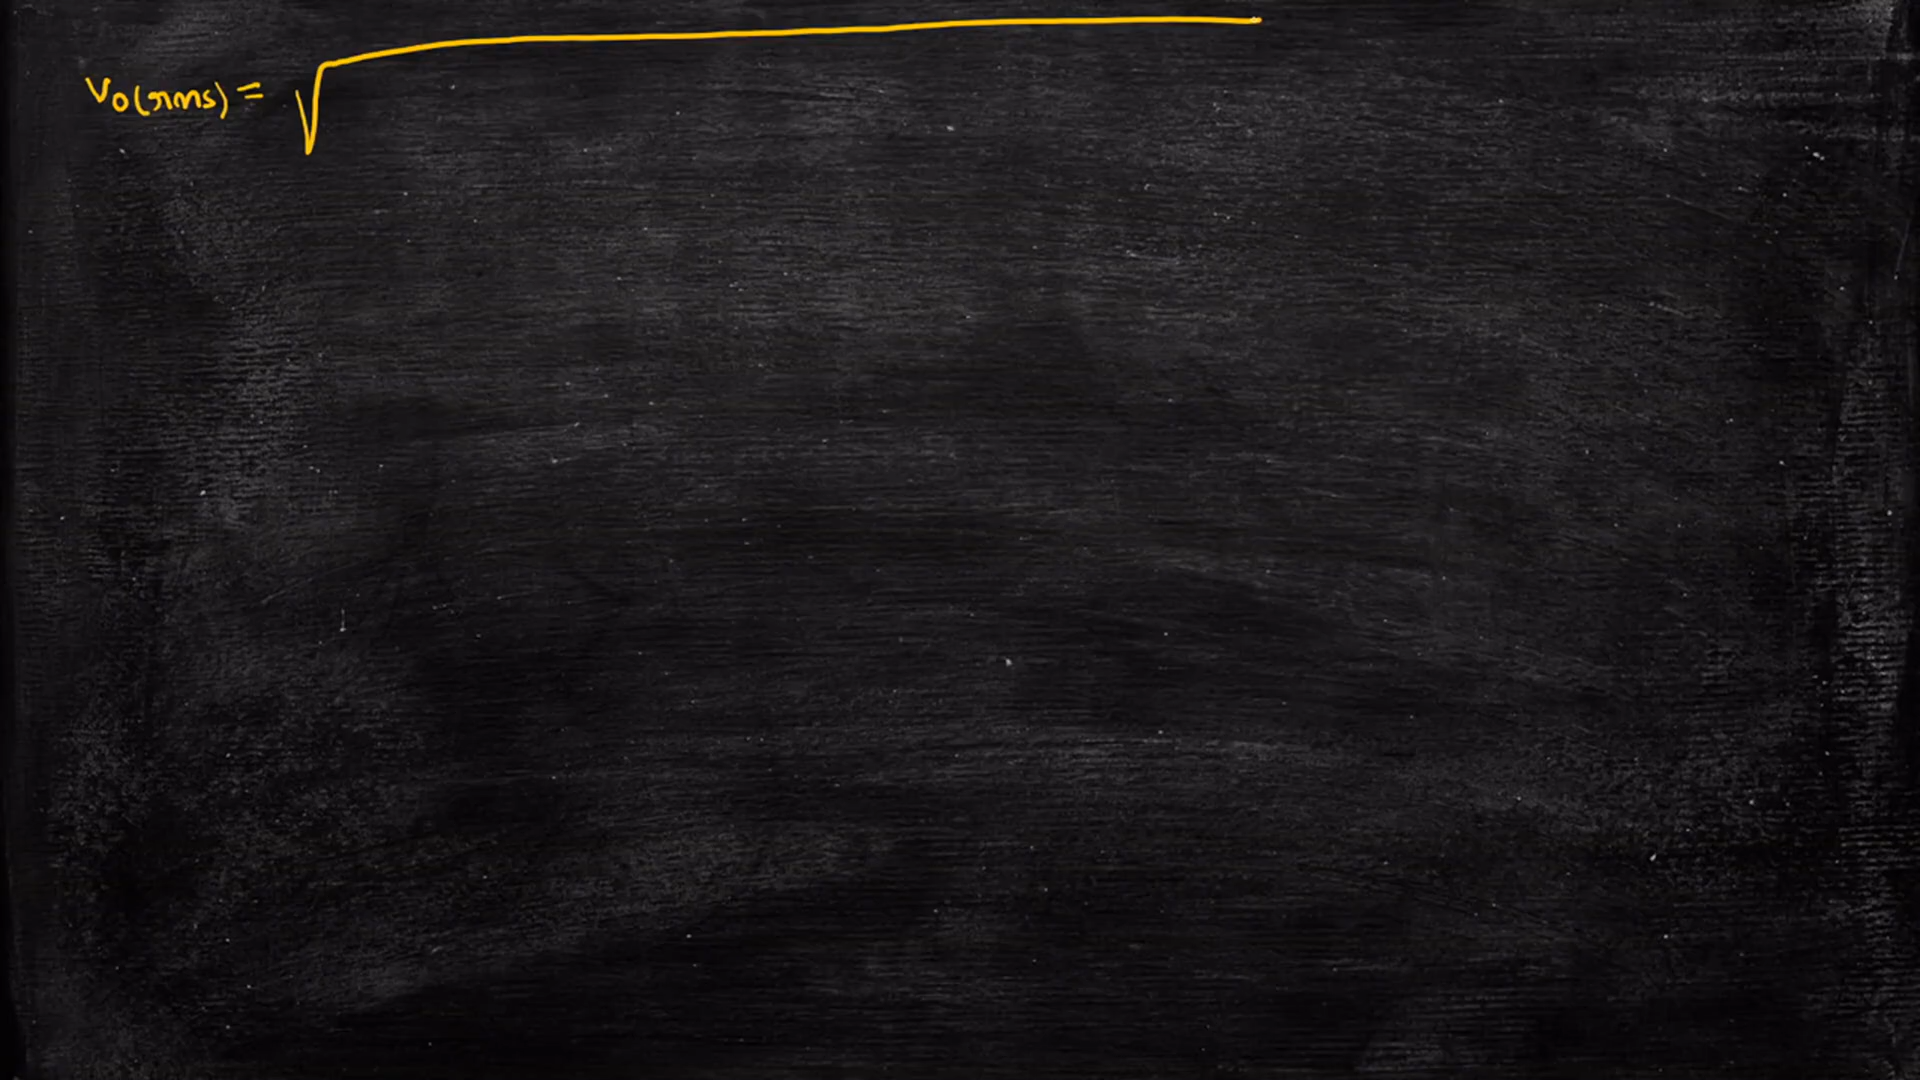 Vo(rms) = √